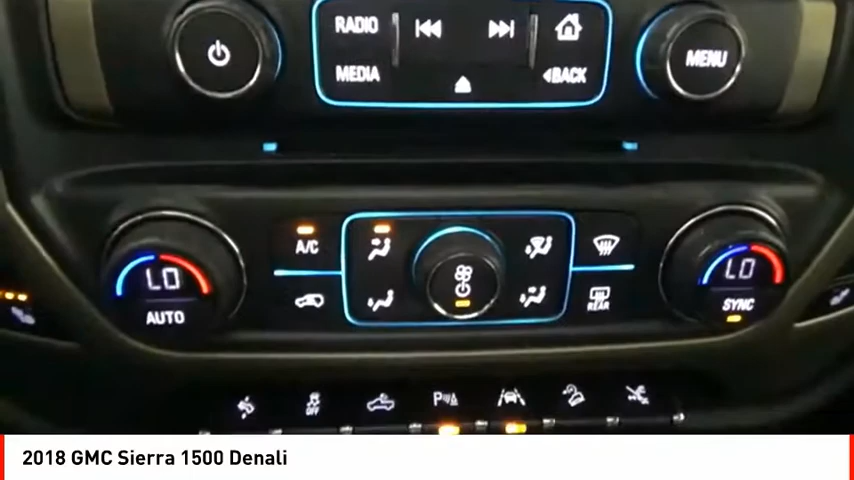 RADIO
MEDIA
BACK
MENU
A/C
LO
AUTO
REAR
LO
SYNC
OFF
P
2018 GMC Sierra 1500 Denali